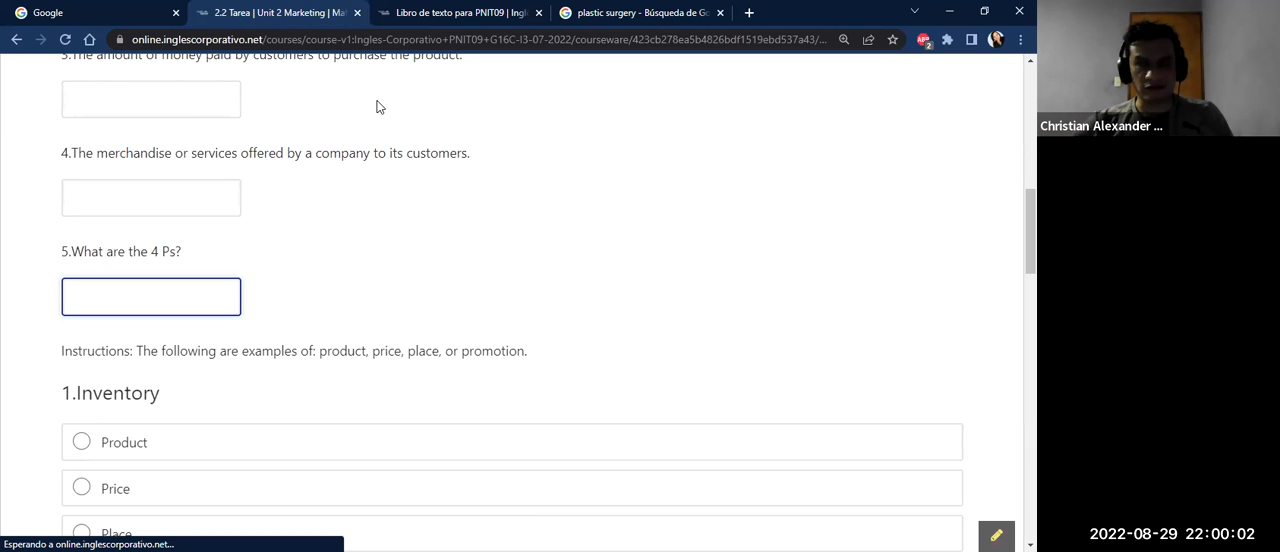 Google
2.2 Tarea | Unit 2 Marketing | Ma
Libro de texto para PNIT09 | Ingl
plastic surgery - Búsqueda de Go
online.inglescorporativo.net/courses/course-v1:Ingles-Corporativo+PNIT09+G16C-I3-07-2022/courseware/423cb278ea5b4826bdf1519ebd537a43/...
3.The amount of money paid by customers to purchase the product.
Christian Alexander ...
4.The merchandise or services offered by a company to its customers.
5.What are the 4 Ps?
Instructions: The following are examples of: product, price, place, or promotion.
1.Inventory
Product
Price
Place
Esperando a online.inglescorporativo.net...
2022-08-29 22:00:02